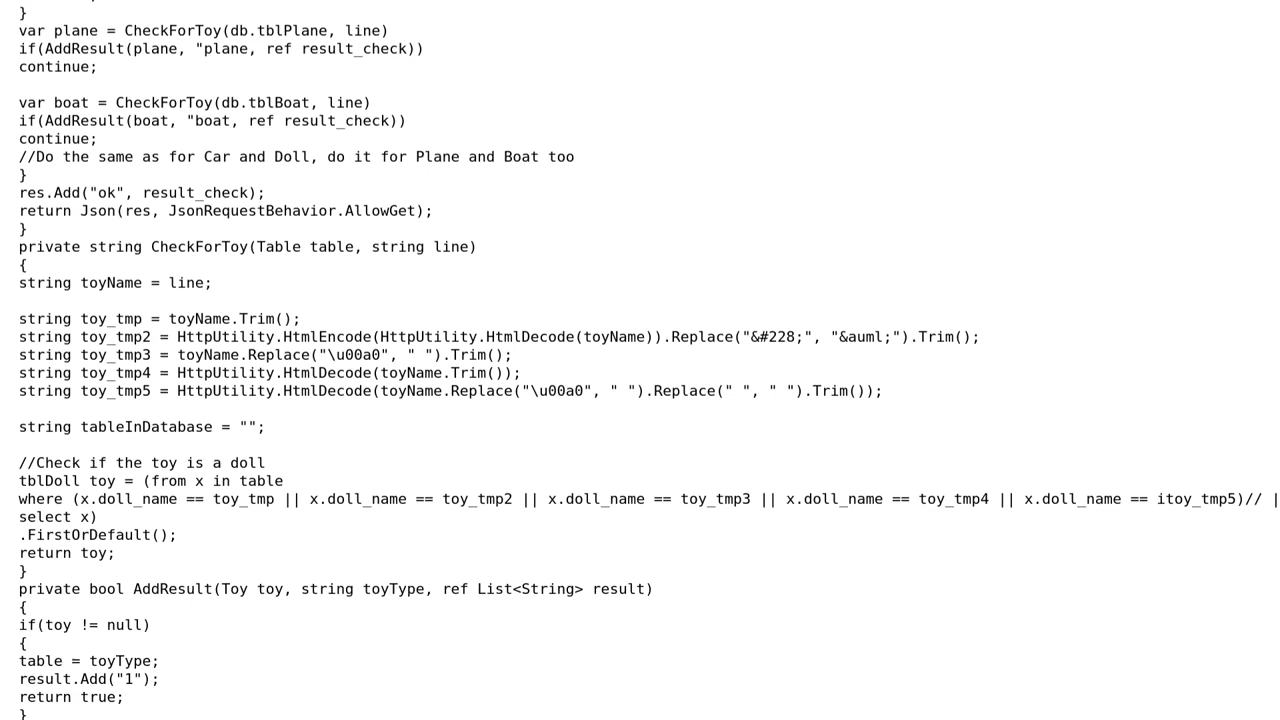 }
var plane = CheckForToy(db.tblPlane, line)
if(AddResult(plane, "plane, ref result_check))
continue;
var boat = CheckForToy(db.tblBoat, line)
if(AddResult(boat, "boat, ref result_check))
continue;
//Do the same as for Car and Doll, do it for Plane and Boat too
}
res.Add("ok", result_check);
return Json(res, JsonRequestBehavior.AllowGet);
}
private string CheckForToy(Table table, string line)
{
string toyName = line;
string toy_tmp = toyName.Trim();
string toy_tmp2 = HttpUtility.HtmlEncode(HttpUtility.HtmlDecode(toyName)).Replace("&#228;", "&auml;").Trim();
string toy_tmp3 = toyName.Replace("\u00a0", " ").Trim();
string toy_tmp4 = HttpUtility.HtmlDecode(toyName.Trim());
string toy_tmp5 = HttpUtility.HtmlDecode(toyName.Replace("\u00a0", " ").Replace(" ", " ").Trim());
string tableInDatabase = "";
//Check if the toy is a doll
tblDoll toy = (from x in table
where (x.doll_name == toy_tmp || x.doll_name == toy_tmp2 || x.doll_name == toy_tmp3 || x.doll_name == toy_tmp4 || x.doll_name == itoy_tmp5)// |
select x)
.FirstOrDefault();
return toy;
}
private bool AddResult(Toy toy, string toyType, ref List<String> result)
{
if(toy != null)
{
table = toyType;
result.Add("1");
return true;
}